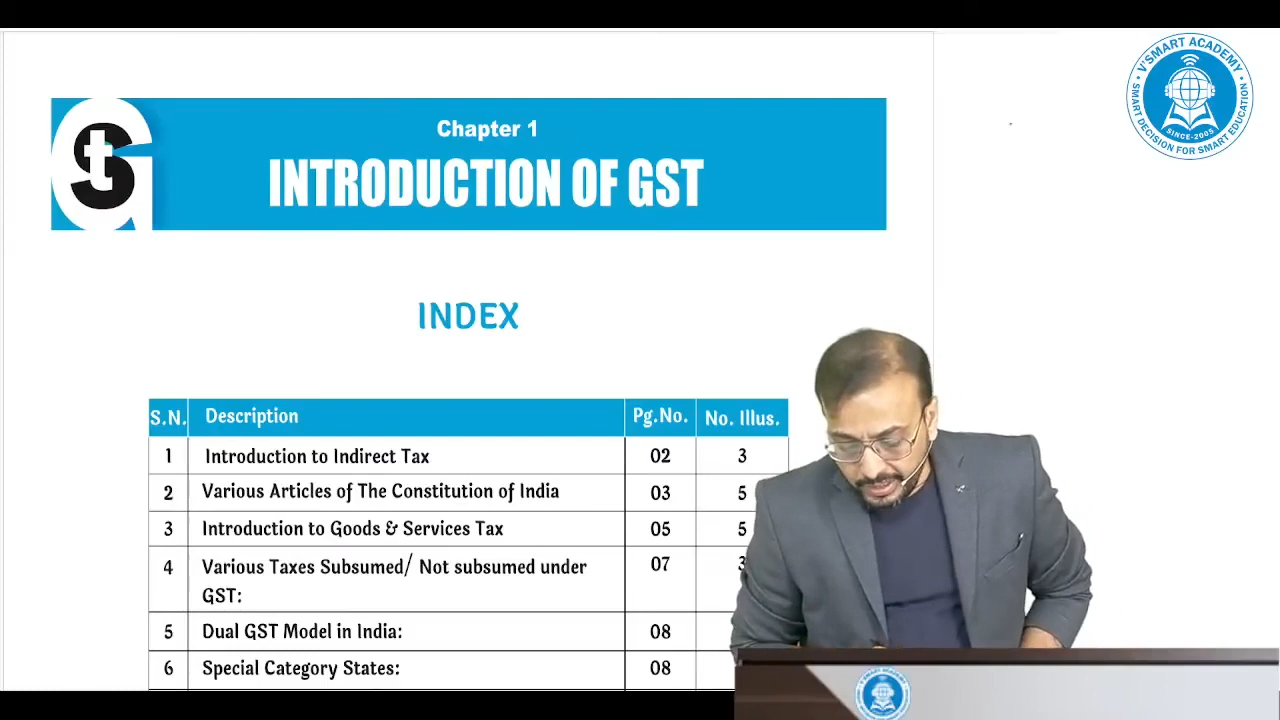 V'SMART ACADEMY
SMART DECISION FOR SMART EDUCATION
SINCE-2005
GSt
Chapter 1
INTRODUCTION OF GST
INDEX
S.N. Description Pg.No. No. Illus.
1 Introduction to Indirect Tax 02 3
2 Various Articles of The Constitution of India 03 5
3 Introduction to Goods & Services Tax 05 5
4 Various Taxes Subsumed/ Not subsumed under 07 3
GST:
5 Dual GST Model in India: 08
6 Special Category States: 08